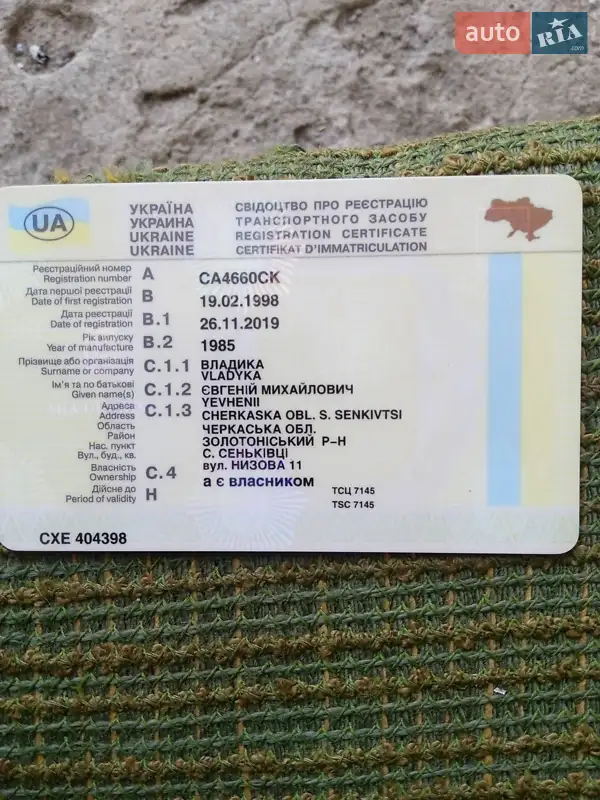 auto RIA .com
UA
УКРАЇНА
УКРАИНА
UKRAINE
UKRAINE
СВІДОЦТВО ПРО РЕЄСТРАЦІЮ
ТРАНСПОРТНОГО ЗАСОБУ
REGISTRATION CERTIFICATE
CERTIFIKAT D'IMMATRICULATION
Реєстраційний номер
Registration number A CA4660CK
Дата першої реєстрації
Date of first registration B 19.02.1998
Дата реєстрації
Date of registration B.1 26.11.2019
Рік випуску
Year of manufacture B.2 1985
Прізвище або організація C.1.1 ВЛАДИКА
Surname or company VLADYKA
Ім'я та по батькові C.1.2 ЄВГЕНІЙ МИХАЙЛОВИЧ
Given name(s) YEVHENII
Адреса C.1.3 CHERKASKA OBL. S. SENKIVTSI
Address
Область ЧЕРКАСЬКА ОБЛ.
Район ЗОЛОТОНІСЬКИЙ Р-Н
Нас. пункт С. СЕНЬКІВЦІ
Вул., буд., кв. вул. НИЗОВА 11
Власність
Ownership C.4 а є власником
Дійсне до
Period of validity H
ТСЦ 7145
TSC 7145
CXE 404398